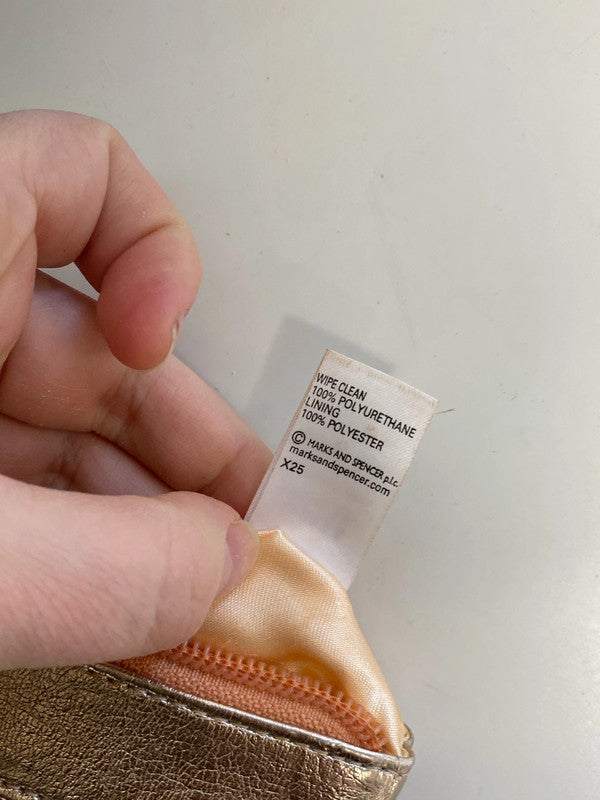 WIPE CLEAN
100% POLYURETHANE
LINING
100% POLYESTER
© MARKS AND SPENCER p.l.c.
marksandspencer.com
X25